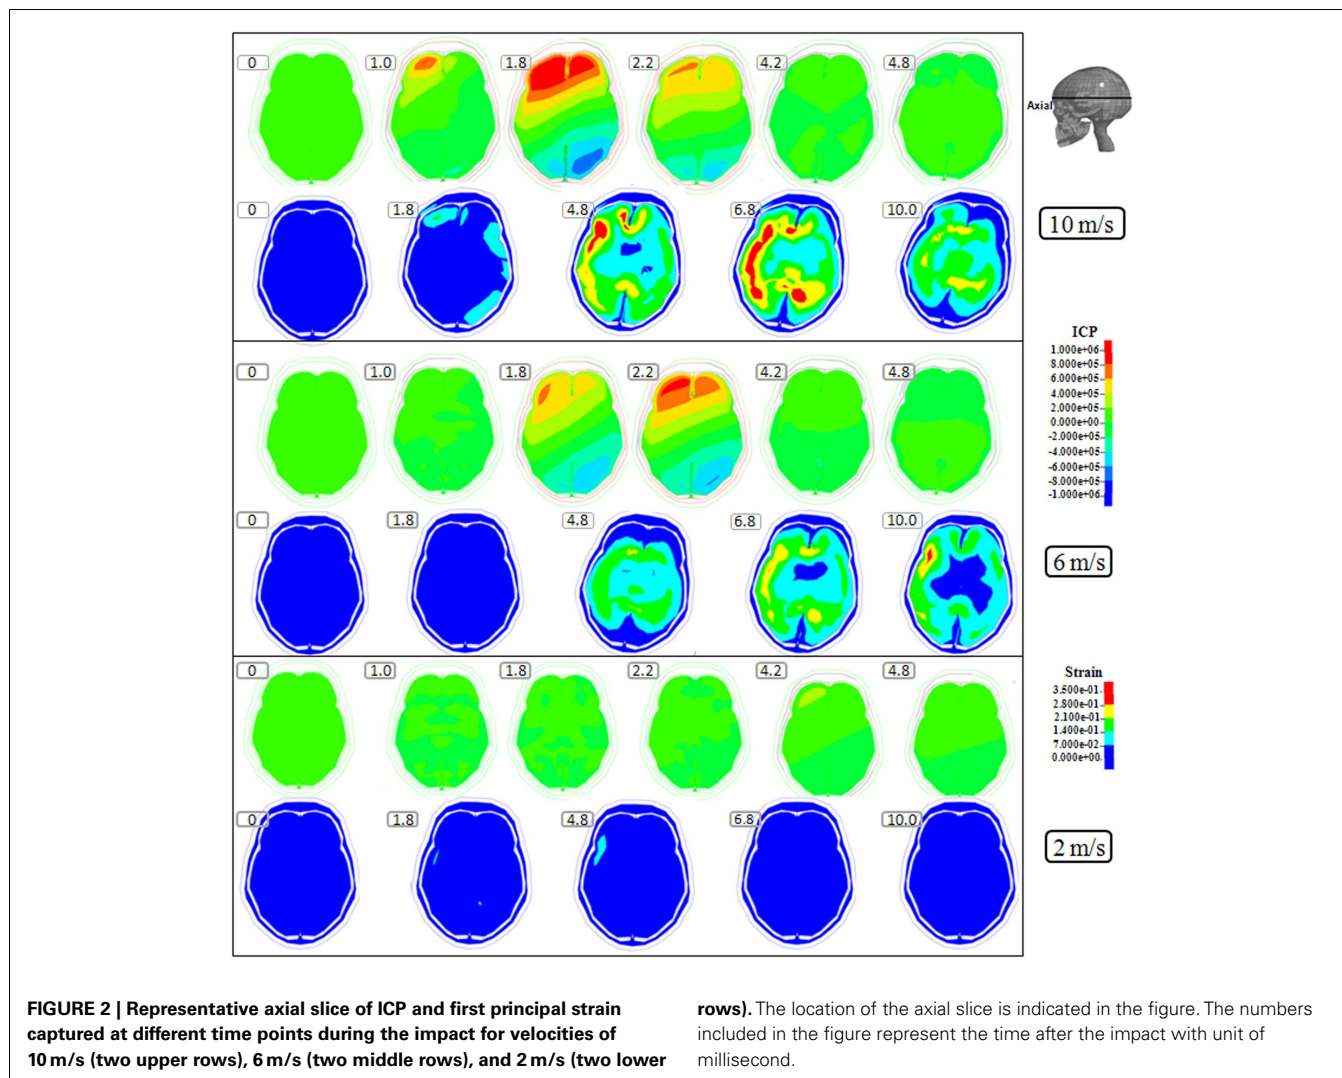 0 1.0 1.8 2.2 4.2 4.8
Axial
0 1.8 4.8 6.8 10.0
10 m/s
ICP
1.000e+06
8.000e+05
6.000e+05
4.000e+05
2.000e+05
0.000e+00
-2.000e+05
-4.000e+05
-6.000e+05
-8.000e+05
-1.000e+06
0 1.0 1.8 2.2 4.2 4.8
0 1.8 4.8 6.8 10.0
6 m/s
0 1.0 1.8 2.2 4.2 4.8
Strain
3.500e-01
2.800e-01
2.100e-01
1.400e-01
7.000e-02
0.000e+00
0 1.8 4.8 6.8 10.0
2 m/s
FIGURE 2 | Representative axial slice of ICP and first principal strain
captured at different time points during the impact for velocities of
10 m/s (two upper rows), 6 m/s (two middle rows), and 2 m/s (two lower
rows). The location of the axial slice is indicated in the figure. The numbers
included in the figure represent the time after the impact with unit of
millisecond.